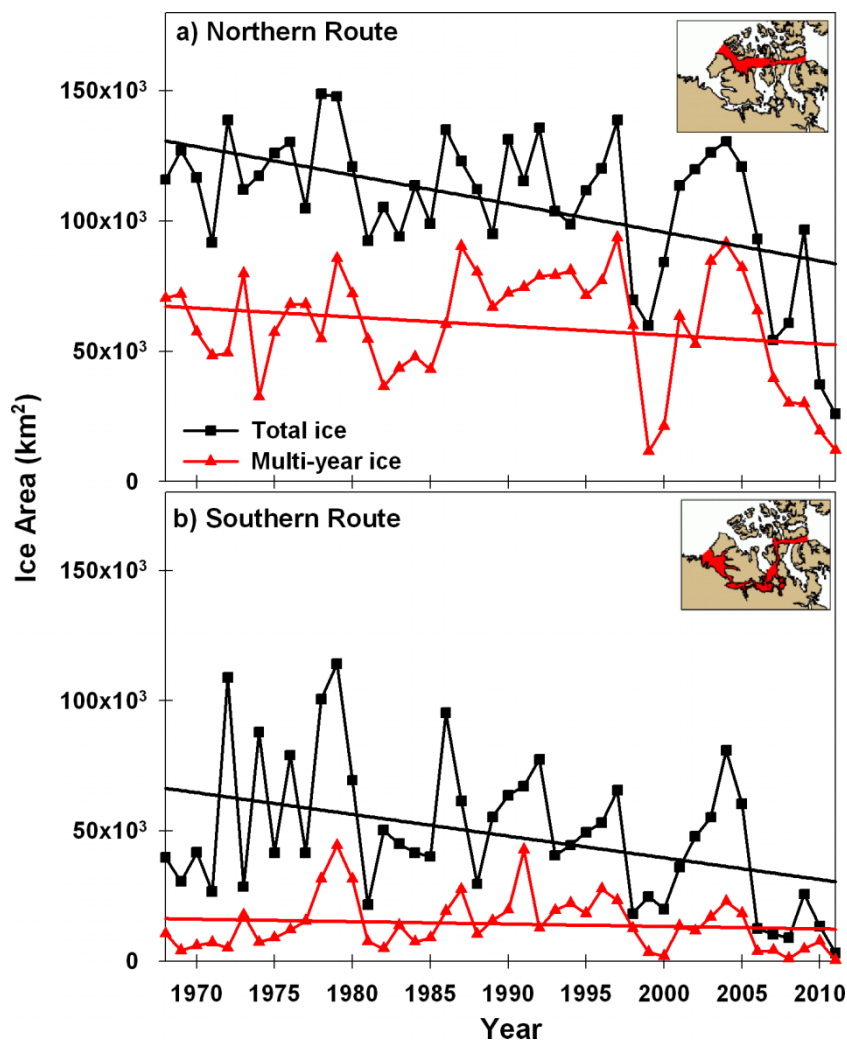 a) Northern Route
150x10³
100x10³
50x10³
0
Total ice
Multi-year ice
Ice Area (km²)
b) Southern Route
150x10³
100x10³
50x10³
0
1970 1975 1980 1985 1990 1995 2000 2005 2010
Year